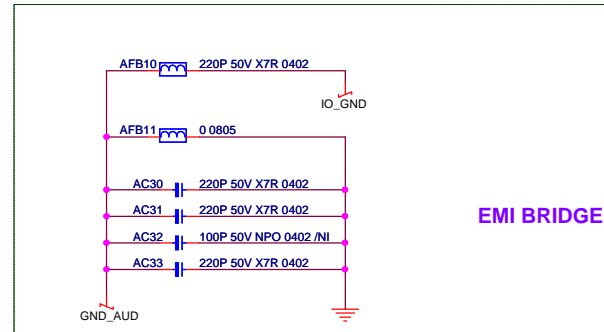 AFB10 220P 50V X7R 0402
IO_GND
AFB11 0 0805
AC30 220P 50V X7R 0402
AC31 220P 50V X7R 0402
EMI BRIDGE
AC32 100P 50V NPO 0402 /NI
AC33 220P 50V X7R 0402
GND_AUD